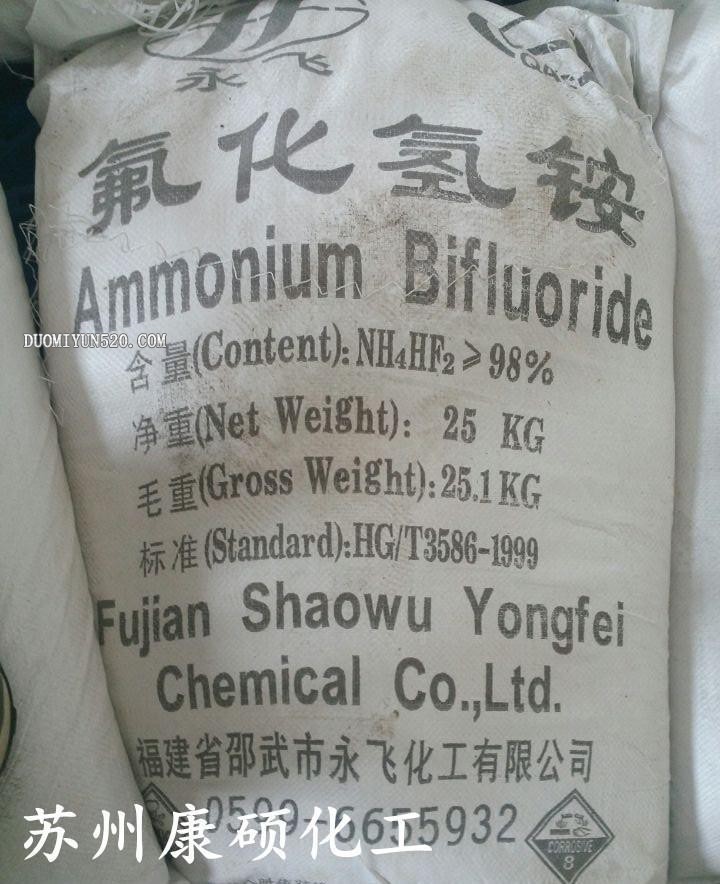 永飞
氟化氢铵
Ammonium Bifluoride
DUOMIYUN520.COM
含量(Content):NH₄HF₂≥98%
净重(Net Weight): 25 KG
毛重(Gross Weight):25.1KG
标准(Standard):HG/T3586-1999
Fujian Shaowu Yongfei
Chemical Co.,Ltd.
福建省邵武市永飞化工有限公司
0599-6655932
CORROSIVE
8
苏州康硕化工